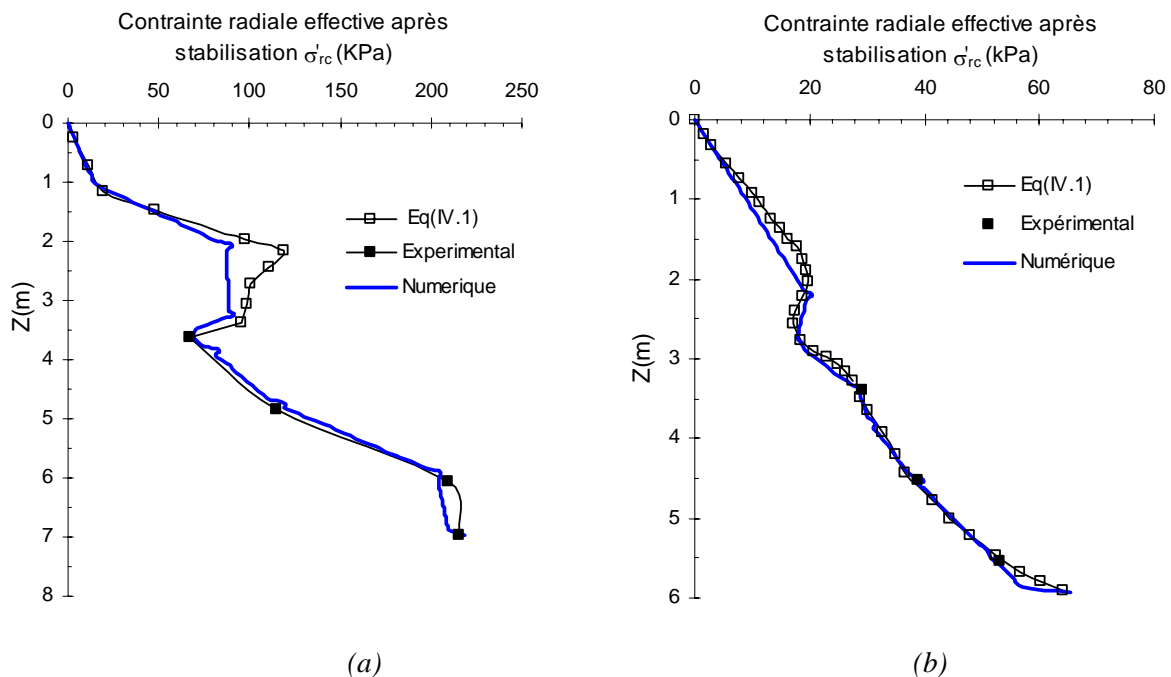 Contrainte radiale effective après
stabilisation σ'rc (KPa)
0 50 100 150 200 250
0
1
2
3
4
5
6
7
8
Z(m)
Eq(IV.1)
Experimental
Numerique
(a)
Contrainte radiale effective après
stabilisation σ'rc (kPa)
0 20 40 60 80
0
1
2
3
4
5
6
Z(m)
Eq(IV.1)
Expérimental
Numérique
(b)